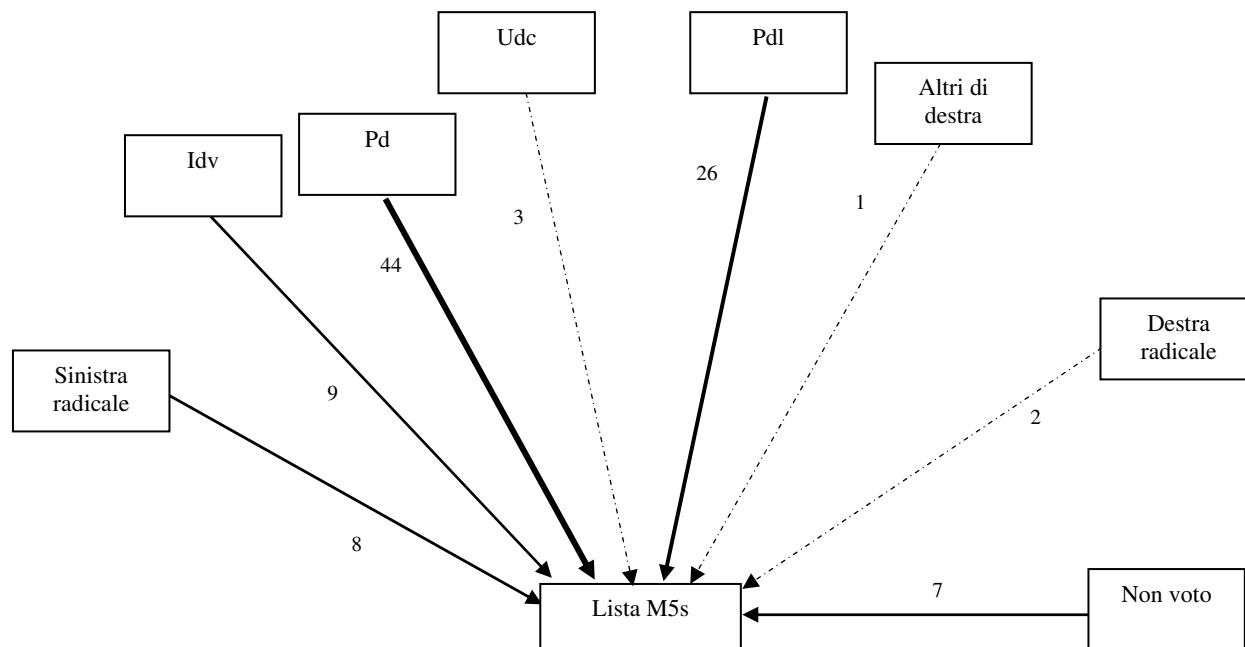 Udc
Pdl
Altri di
destra
Pd
Idv
26
1
3
44
Destra
radicale
Sinistra
radicale
9
2
8
7
Lista M5s
Non voto